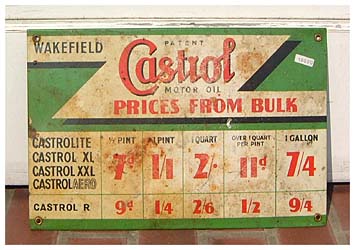 WAKEFIELD
PATENT
Castrol
MOTOR OIL
PRICES FROM BULK
½ PINT 1 PINT 1 QUART OVER 1 QUART PER PINT 1 GALLON
CASTROLITE
CASTROL XL
CASTROL XXL
CASTROLAERO
7d 1/1 2/- 11d 7/4
CASTROL R 9d 1/4 2/6 1/2 9/4